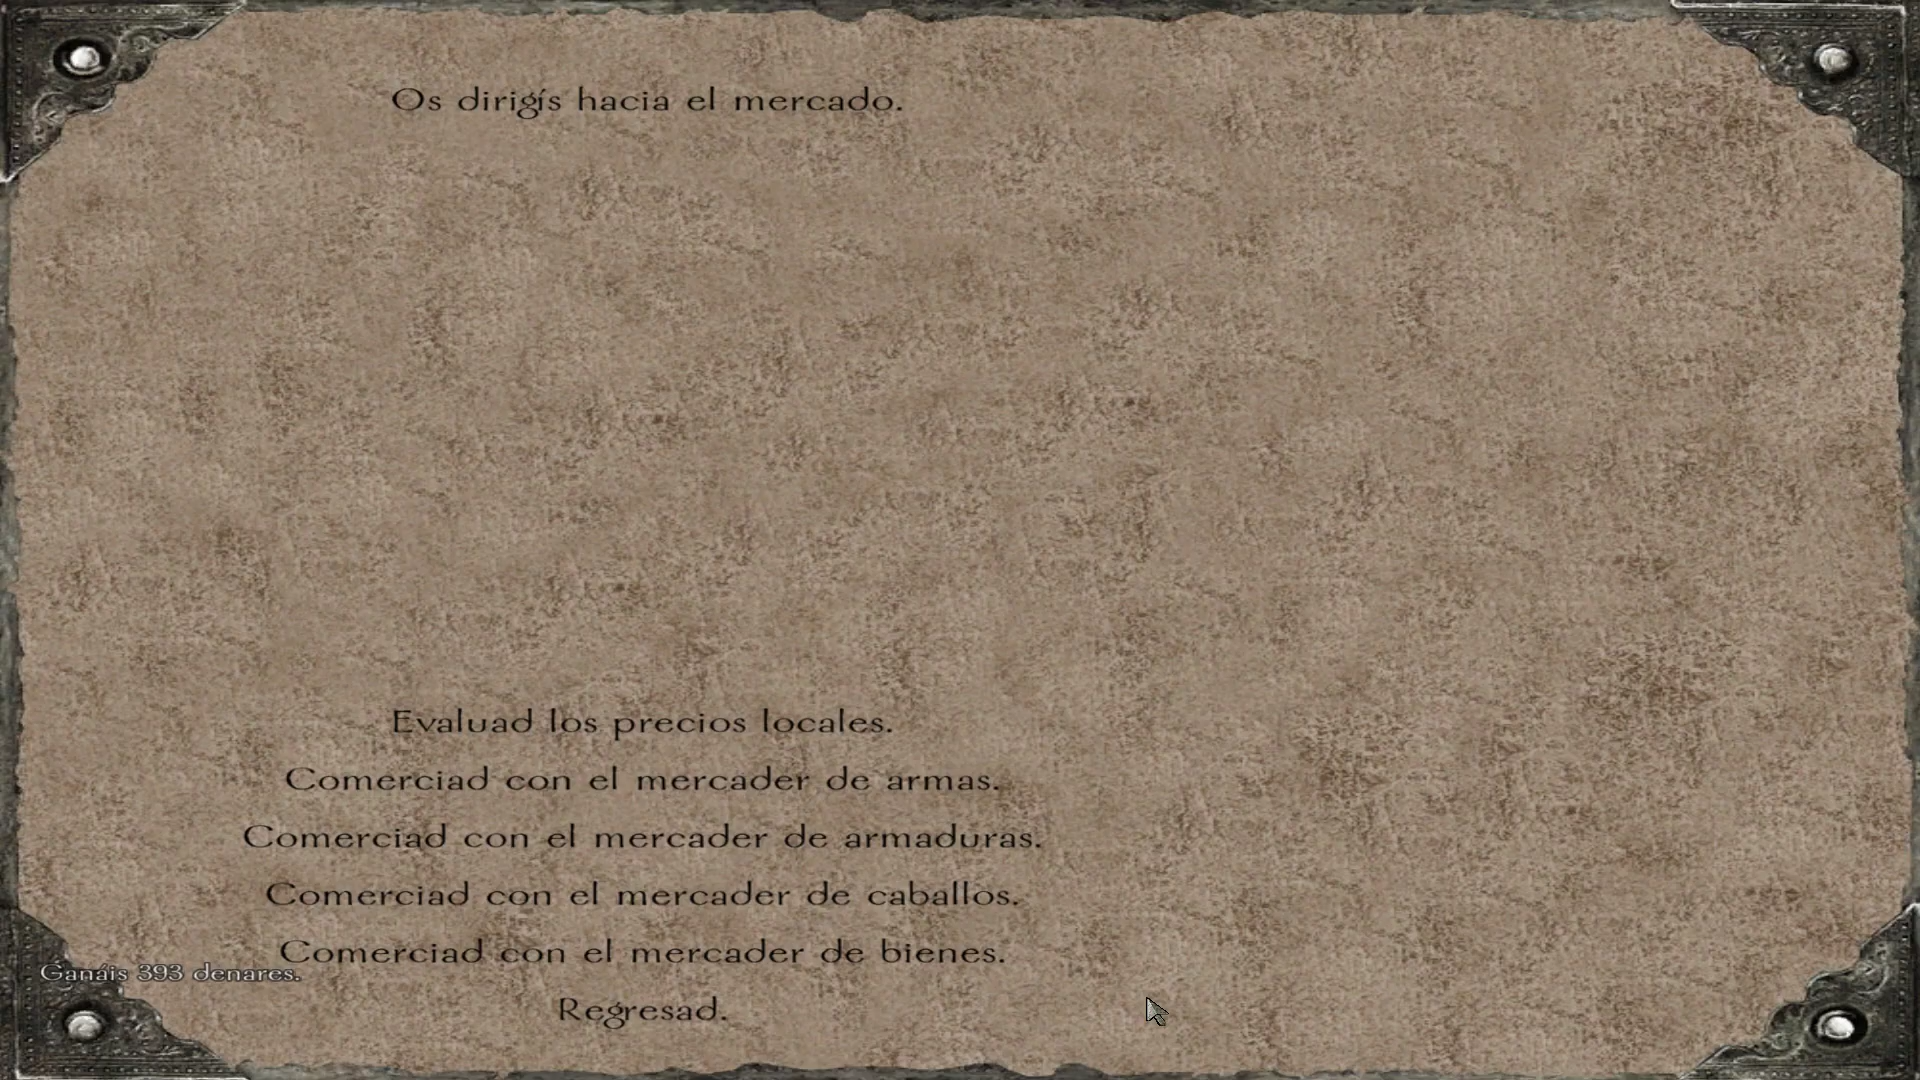 Os dirigís hacia el mercado.
Evaluad los precios locales.
Comerciad con el mercader de armas.
Comerciad con el mercader de armaduras.
Comerciad con el mercader de caballos.
Comerciad con el mercader de bienes.
Ganáis 393 denares.
Regresad.